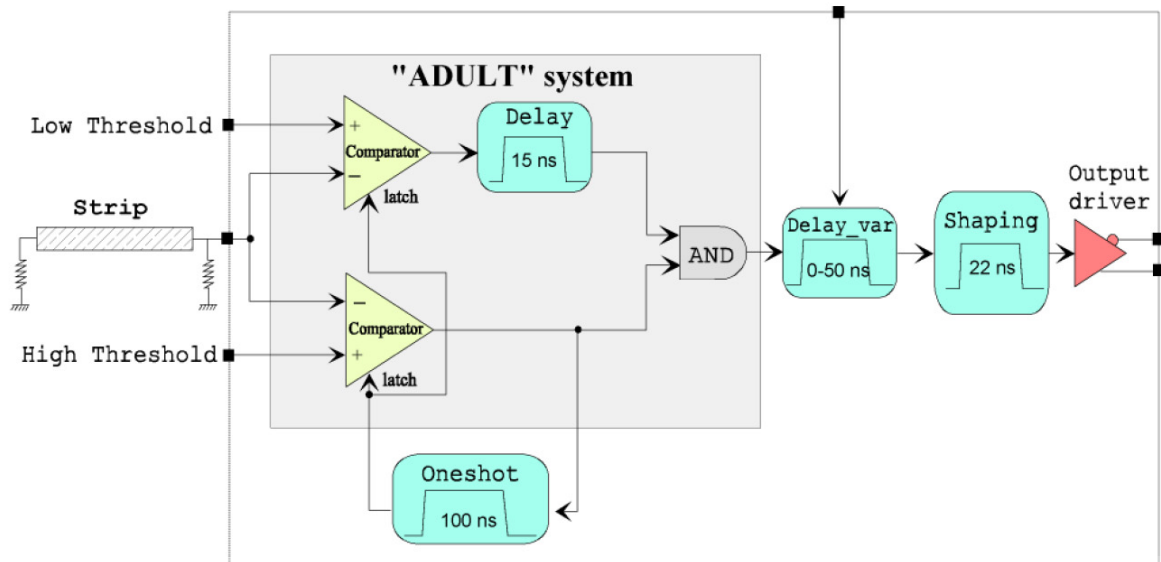 "ADULT" system
Low Threshold
+
Comparator
−
latch
Delay
15 ns
Strip
−
Comparator
+
latch
High Threshold
AND
Delay_var
0-50 ns
Shaping
22 ns
Output
driver
Oneshot
100 ns